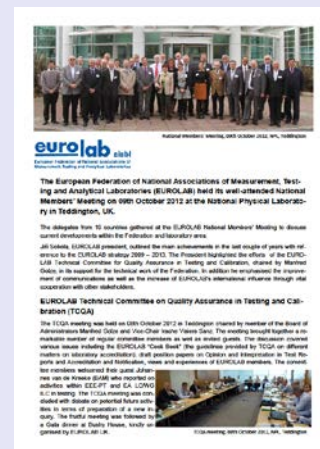 National Members' Meeting, 09th October 2012, NPL, Teddington
eurolab aisbl
European Federation of National Associations of
Measurement, Testing and Analytical Laboratories
The European Federation of National Associations of Measurement, Test-
ing and Analytical Laboratories (EUROLAB) held its well-attended National
Members' Meeting on 09th October 2012 at the National Physical Laborato-
ry in Teddington, UK.
The delegates from 15 countries gathered at the EUROLAB National Members' Meeting to discuss
current developments within the Federation and laboratory area.
Jiri Sobola, EUROLAB president, outlined the main achievements in the last couple of years with ref-
erence to the EUROLAB strategy 2009 – 2013. The President highlighted the efforts of the EURO-
LAB Technical Committee for Quality Assurance in Testing and Calibration, chaired by Manfred
Golze, in its support for the technical work of the Federation. In addition he emphasised the improve-
ment of communications as well as the increase of EUROLAB's international influence through vital
cooperation with other stakeholders.
EUROLAB Technical Committee on Quality Assurance in Testing and Cali-
bration (TCQA)
The TCQA meeting was held on 08th October 2012 in Teddington chaired by member of the Board of
Administrators Manfred Golze and Vice-Chair Vieira Sanz. The meeting brought together a re-
markable number of regular committee members as well as invited guests. The discussion covered
various issues including the EUROLAB "Cook Book" (the guidelines provided by TCQA on different
matters on laboratory accreditation), draft position papers on Opinion and Interpretation in Test Re-
ports and Accreditation and Notification, views and experiences of EUROLAB members. The commit-
tee members welcomed their guest Johan-
nes van de Kreeke (EAM) who reported on
activities within EEE-PT and EA LC/WG
ILC in testing. The TCQA meeting was con-
cluded with debate on potential future activ-
ities in terms of preparation of a new in-
quiry. The fruitful meeting was followed by
a Gala dinner at Dushy House, kindly or-
ganised by EUROLAB UK.
TCQA meeting, 08th October 2012, NPL, Teddington